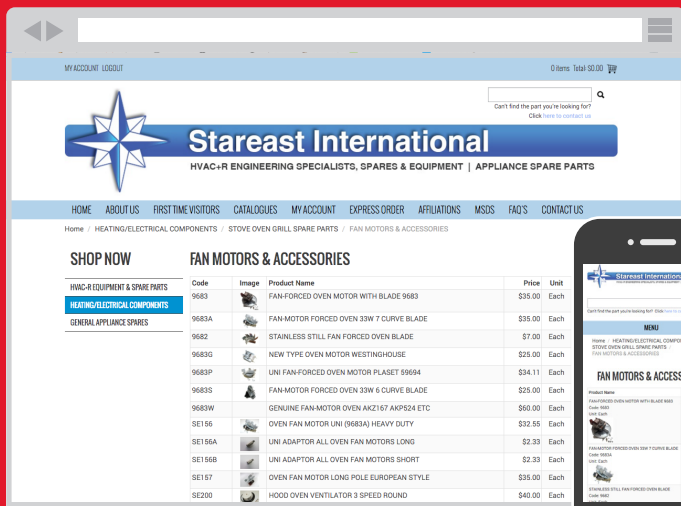 MY ACCOUNT LOGOUT
0 items Total: $0.00
Can't find the part you're looking for?
Click here to contact us
Stareast International
HVAC+R ENGINEERING SPECIALISTS, SPARES & EQUIPMENT | APPLIANCE SPARE PARTS
HOME ABOUT US FIRST TIME VISITORS CATALOGUES MY ACCOUNT EXPRESS ORDER AFFILIATIONS MSDS FAQ'S CONTACT US
Home / HEATING/ELECTRICAL COMPONENTS / STOVE OVEN GRILL SPARE PARTS / FAN MOTORS & ACCESSORIES
SHOP NOW
HVAC-R EQUIPMENT & SPARE PARTS
HEATING/ELECTRICAL COMPONENTS
GENERAL APPLIANCE SPARES
FAN MOTORS & ACCESSORIES
Code Image Product Name Price Unit
9683 FAN-FORCED OVEN MOTOR WITH BLADE 9683 $35.00 Each
9683A FAN-MOTOR FORCED OVEN 33W 7 CURVE BLADE $35.00 Each
9682 STAINLESS STILL FAN FORCED OVEN BLADE $7.00 Each
9683G NEW TYPE OVEN MOTOR WESTINGHOUSE $25.00 Each
9683P UNI FAN-FORCED OVEN MOTOR PLASET 59694 $34.11 Each
9683S FAN-MOTOR FORCED OVEN 33W 6 CURVE BLADE $25.00 Each
9683W GENUINE FAN-MOTOR OVEN AKZ167 AKP524 ETC $60.00 Each
SE156 OVEN FAN MOTOR UNI (9683A) HEAVY DUTY $32.55 Each
SE156A UNI ADAPTOR ALL OVEN FAN MOTORS LONG $2.33 Each
SE156B UNI ADAPTOR ALL OVEN FAN MOTORS SHORT $2.33 Each
SE157 OVEN FAN MOTOR LONG POLE EUROPEAN STYLE $35.00 Each
SE200 HOOD OVEN VENTILATOR 3 SPEED ROUND $40.00 Each
Stareast Internationa
Can't find the part you're looking for? Click here to
MENU
Home / HEATING/ELECTRICAL COMPO
STOVE OVEN GRILL SPARE PARTS /
FAN MOTORS & ACCESSORIES
FAN MOTORS & ACCESS
Product Name
FAN-FORCED OVEN MOTOR WITH BLADE 9683
Code: 9683
Unit: Each
FAN-MOTOR FORCED OVEN 33W 7 CURVE BLADE
Code: 9683A
Unit: Each
STAINLESS STILL FAN FORCED OVEN BLADE
Code: 9682